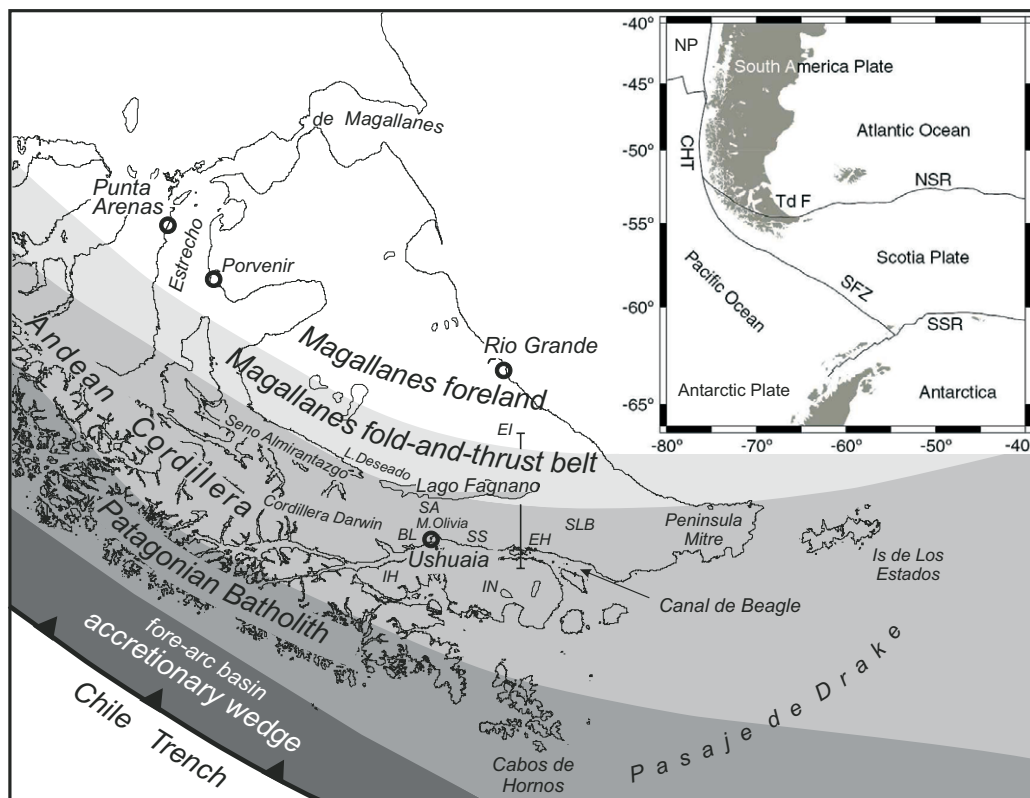 de Magallanes
Punta
Arenas
Estrecho
Porvenir
Rio Grande
Magallanes foreland
Magallanes fold-and-thrust belt
Andean Cordillera
Seno Almirantazgo
L.Deseado
EI
Lago Fagnano
Cordillera Darwin
SA
M.Olivia
BL
SS
EH
SLB
Ushuaia
IH
IN
Peninsula
Mitre
Is de Los
Estados
Canal de Beagle
Patagonian Batholith
fore-arc basin
accretionary wedge
Chile Trench
Cabos de
Hornos
Pasaje de Drake
-40°
-45°
-50°
-55°
-60°
-65°
-80
-70
-60
-50
-40
NP
South America Plate
Atlantic Ocean
CHT
NSR
Td F
Scotia Plate
Pacific Ocean
SFZ
SSR
Antarctic Plate
Antarctica